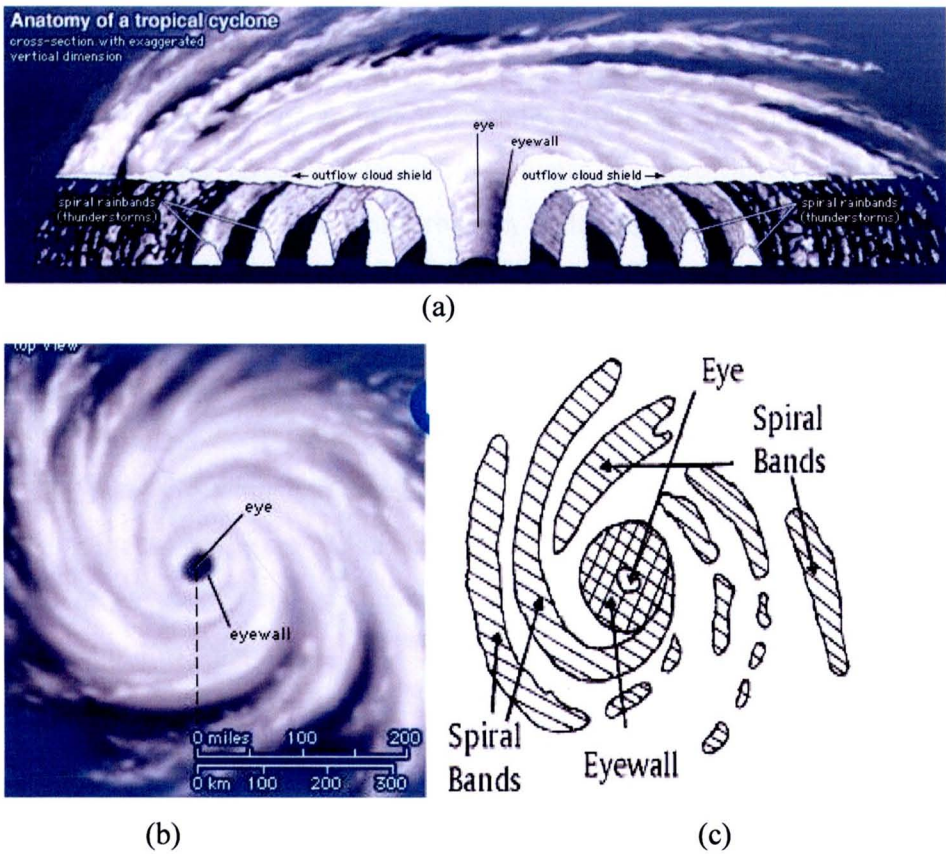 Anatomy of a tropical cyclone
cross-section with exaggerated
vertical dimension
eye
eyewall
outflow cloud shield
outflow cloud shield
spiral rainbands
(thunderstorms)
spiral rainbands
(thunderstorms)
(a)
top view
eye
eyewall
0 miles 100 200
0 km 100 200 300
(b)
Eye
Spiral
Bands
Spiral
Bands
Eyewall
(c)